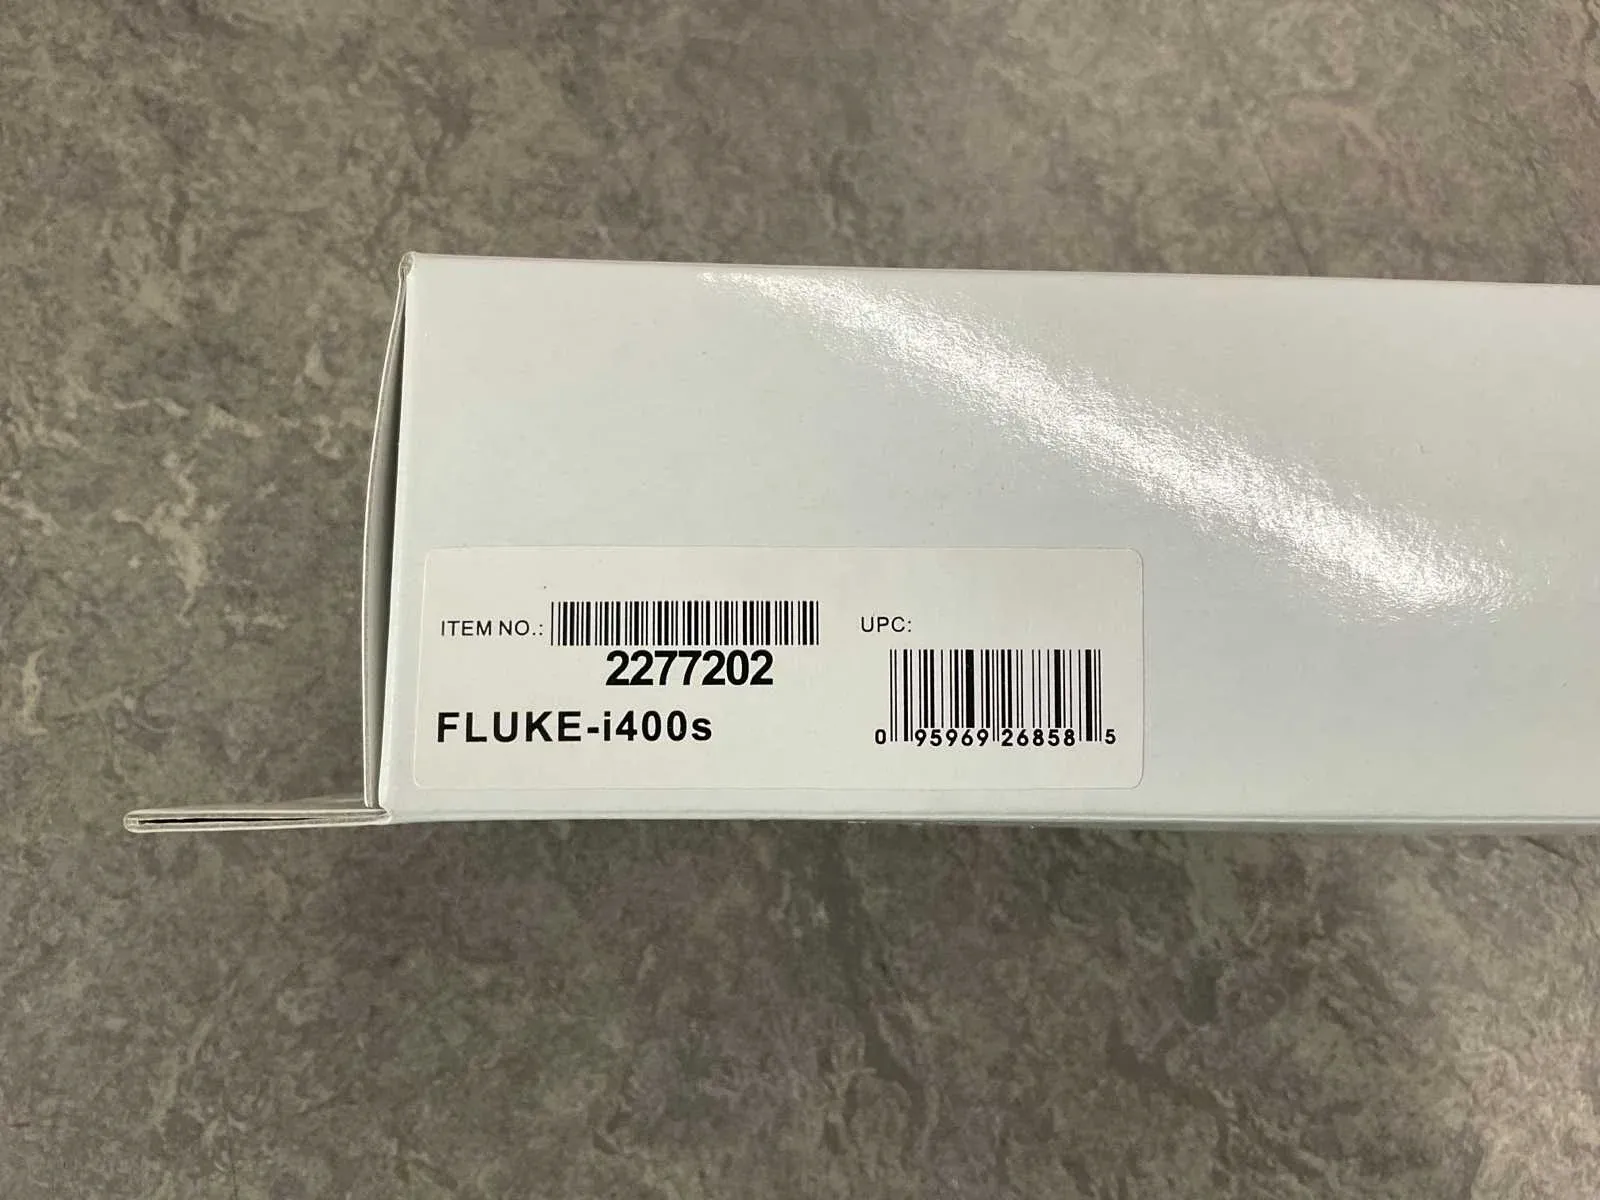 ITEM NO.:
2277202
FLUKE-i400s
UPC:
0 95969 26858 5